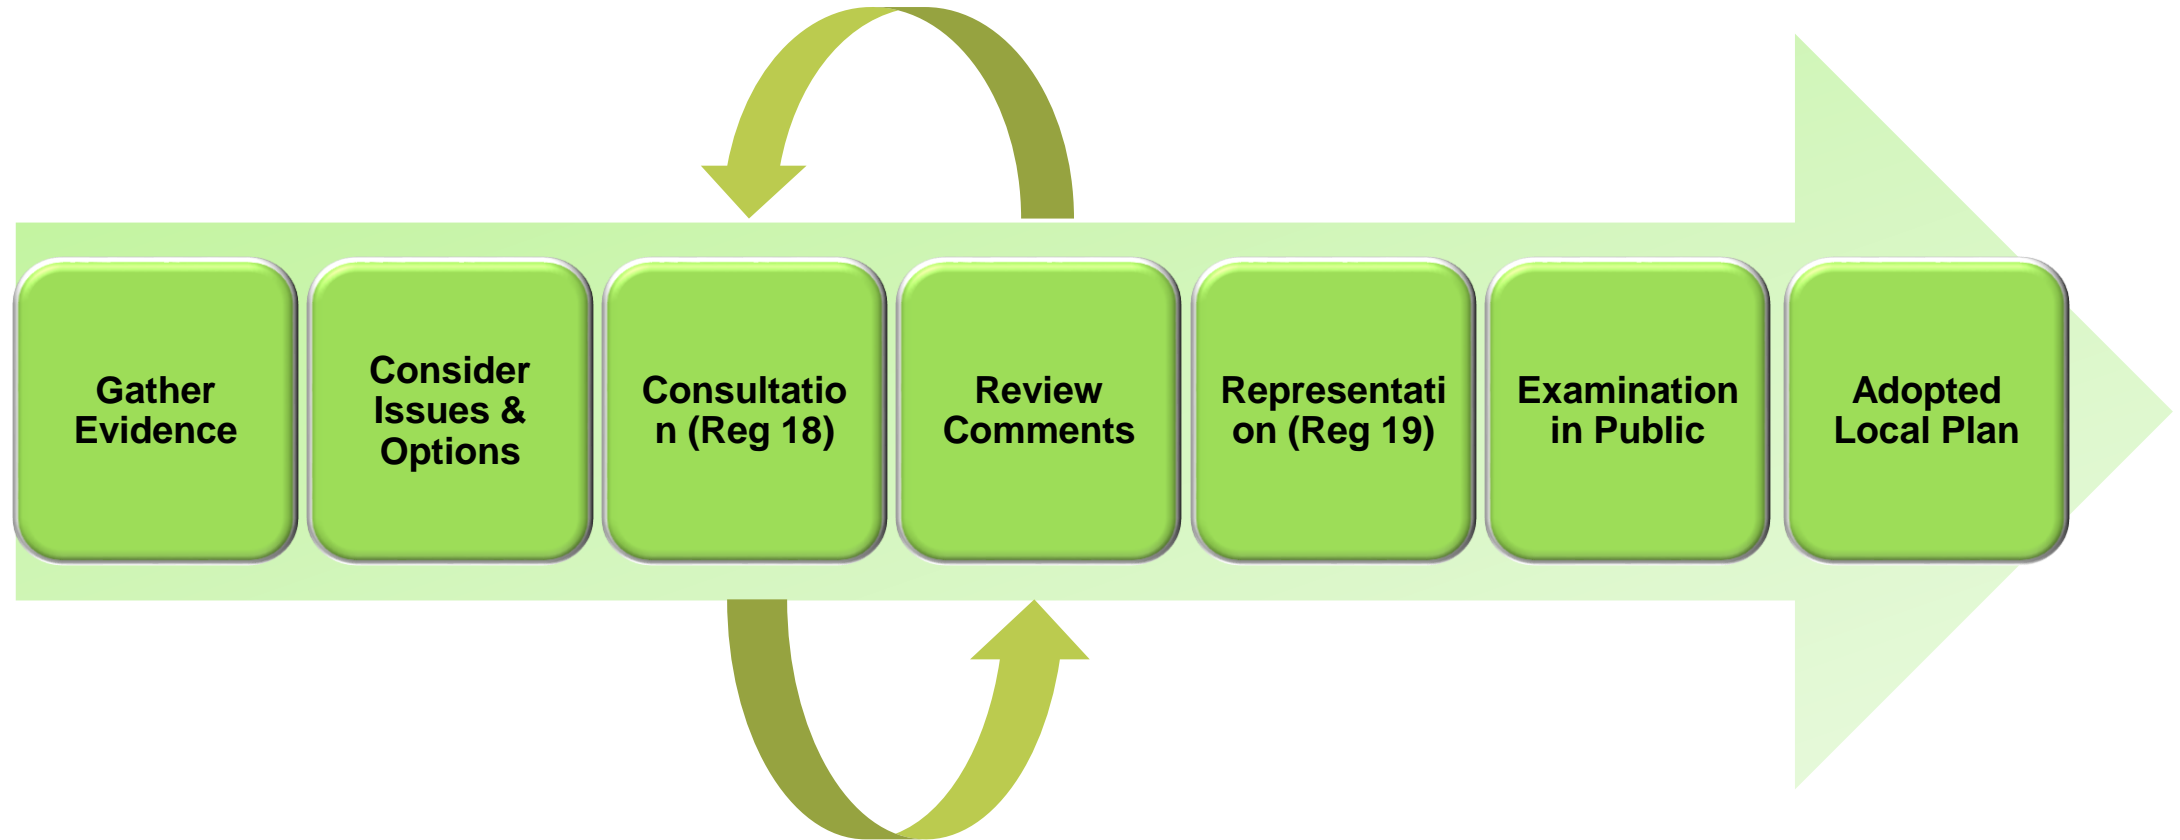 Gather
Evidence
Consider
Issues &
Options
Consultatio
n (Reg 18)
Review
Comments
Representati
on (Reg 19)
Examination
in Public
Adopted
Local Plan